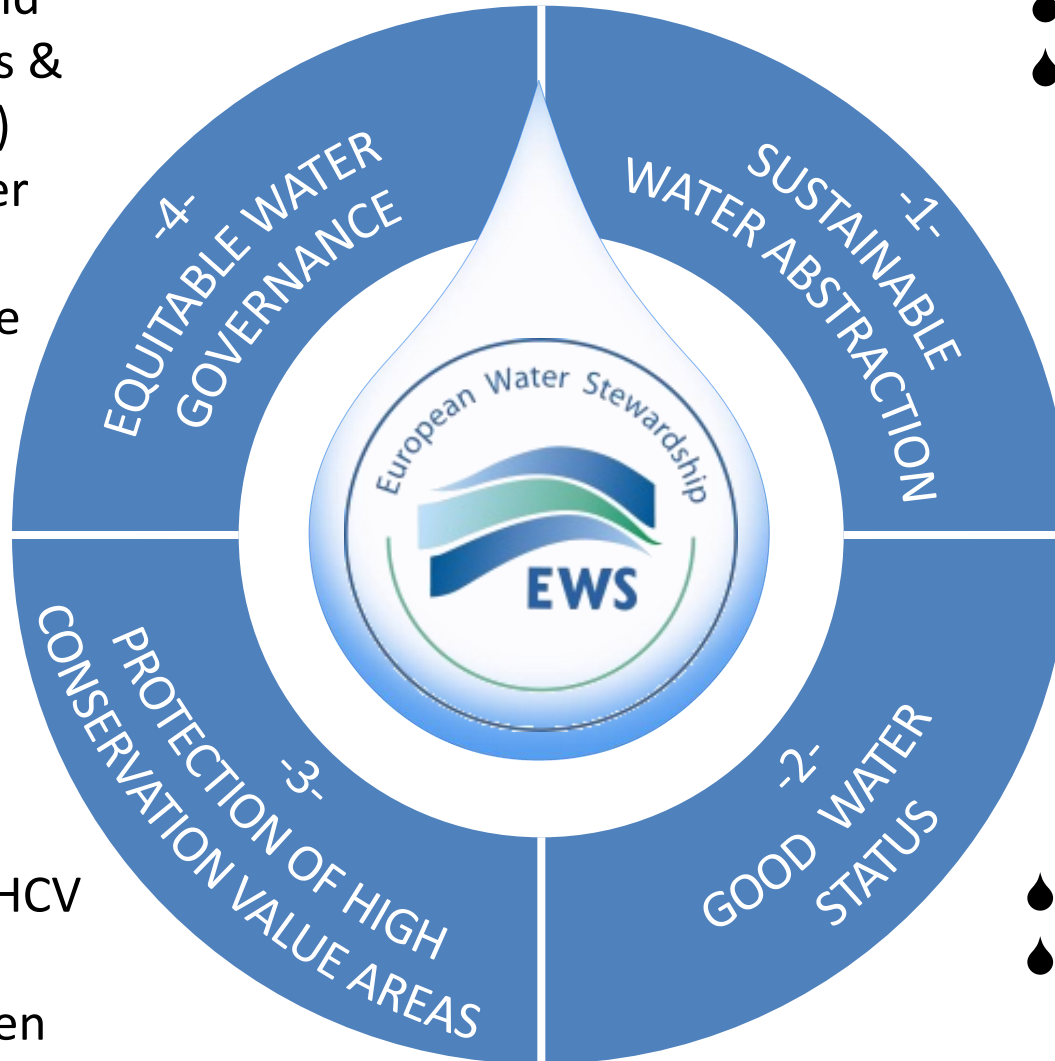 s &
)
er
e
-4-
EQUITABLE WATER
GOVERNANCE
-1-
SUSTAINABLE
WATER ABSTRACTION
European Water Stewardship
EWS
-3-
PROTECTION OF HIGH
CONSERVATION VALUE AREAS
-2-
GOOD WATER
STATUS
HCV
en